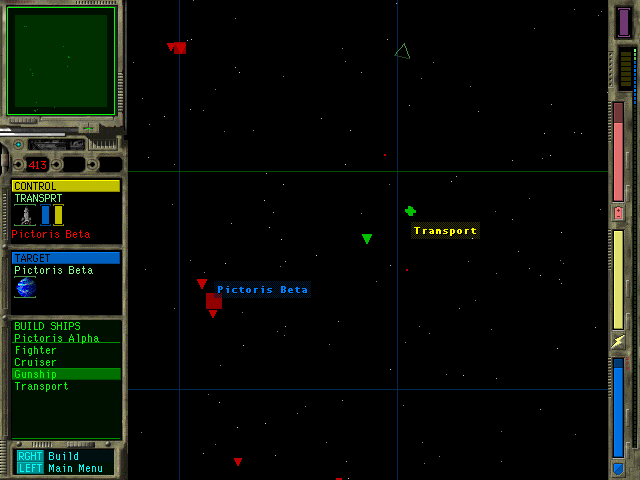 413
CONTROL
TRANSPRT
Pictoris Beta
TARGET
Pictoris Beta
BUILD SHIPS
Pictoris Alpha
Fighter
Cruiser
Gunship
Transport
RGHT Build
LEFT Main Menu
Transport
Pictoris Beta